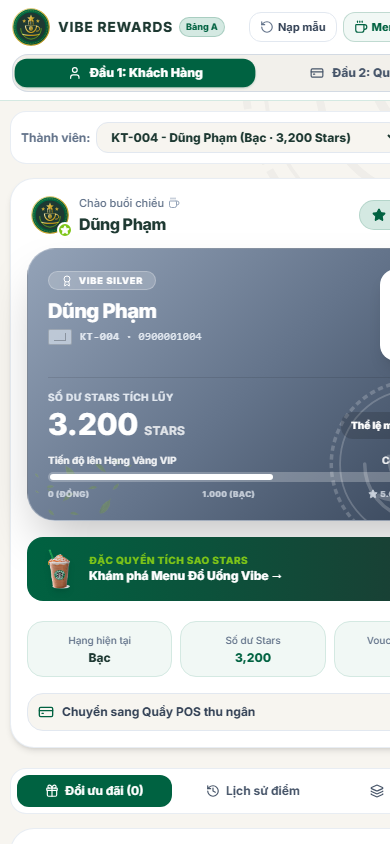 VIBE REWARDS
Bảng A
Nạp mẫu
Đầu 1: Khách Hàng
Đầu 2:
Thành viên:
KT-004 - Dũng Phạm (Bạc · 3,200 Stars)
Chào buổi chiều
Dũng Phạm
VIBE SILVER
Dũng Phạm
KT-004 · 0900001004
SỐ DƯ STARS TÍCH LŨY
3.200 STARS
Thể lệ
Tiến độ lên Hạng Vàng VIP
0 (ĐỒNG)
1.000 (BẠC)
ĐẶC QUYỀN TÍCH SAO STARS
Khám phá Menu Đồ Uống Vibe →
Hạng hiện tại
Số dư Stars
Bạc
3,200
Chuyển sang Quầy POS thu ngân
Đổi ưu đãi (0)
Lịch sử điểm